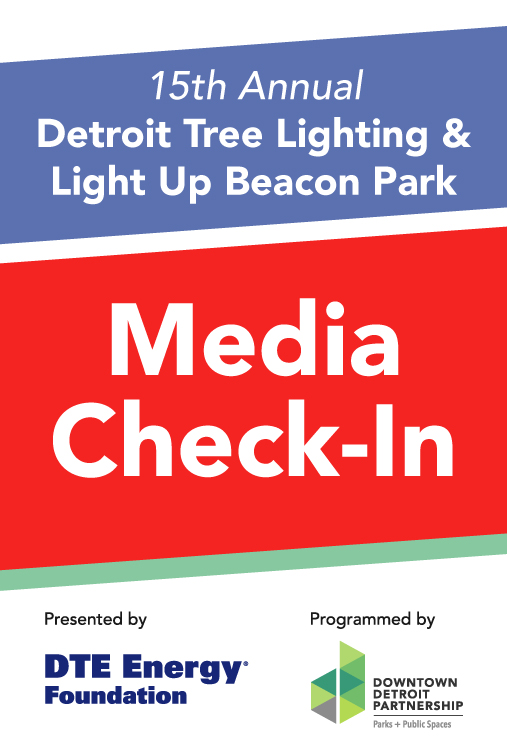 15th Annual
Detroit Tree Lighting &
Light Up Beacon Park
Media
Check-In
Presented by
Programmed by
DTE Energy®
Foundation
DOWNTOWN
DETROIT
PARTNERSHIP
Parks + Public Spaces